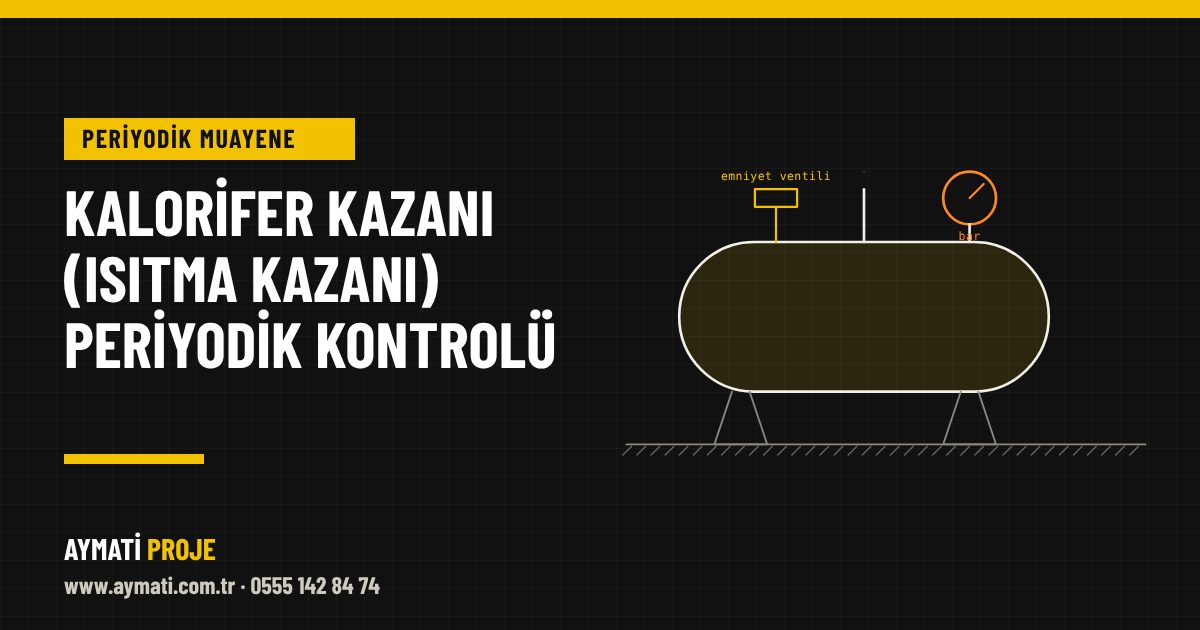 PERİYODİK MUAYENE
KALORİFER KAZANI
(ISITMA KAZANI)
PERİYODİK KONTROLÜ
emniyet ventili
bar
AYMATİ PROJE
www.aymati.com.tr · 0555 142 84 74